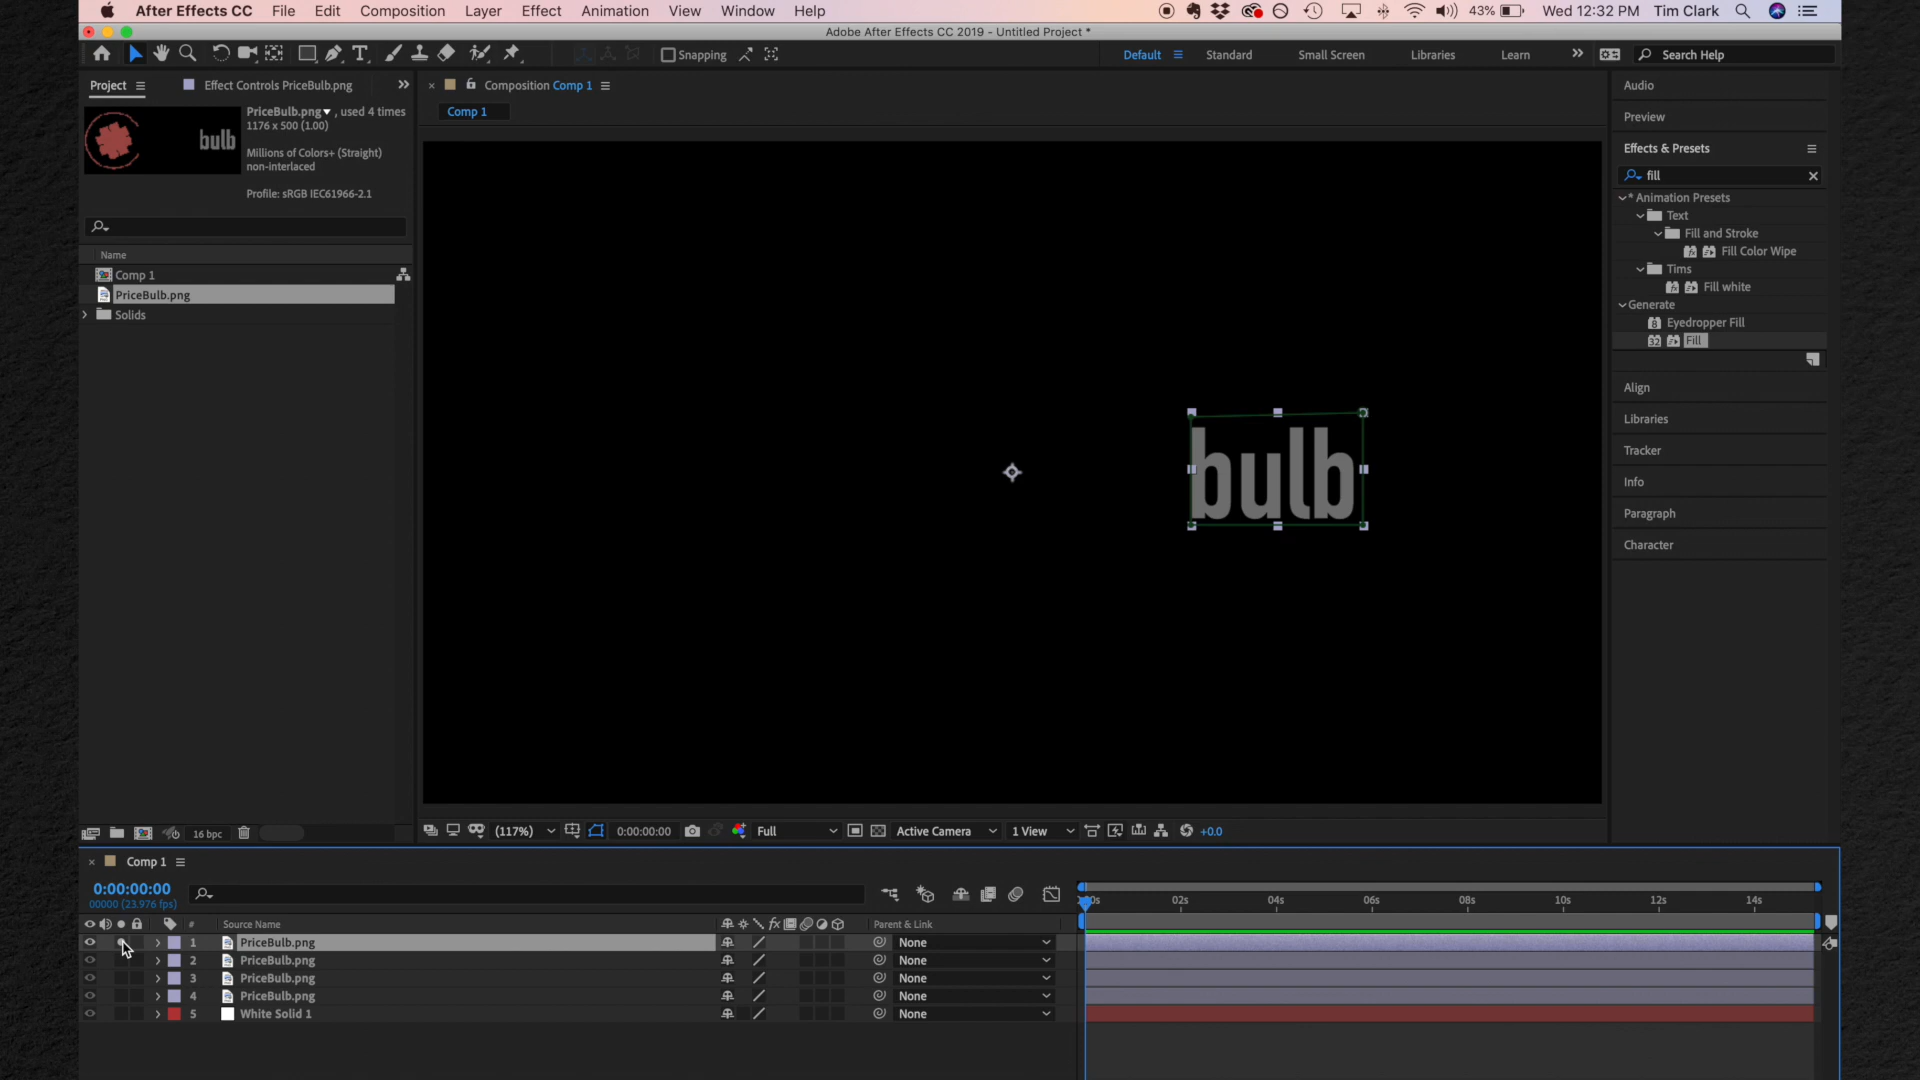 After Effects CC File Edit Composition Layer Effect Animation View Window Help 43% Wed 12:32 PM Tim Clark
Adobe After Effects CC 2019 - Untitled Project *
Snapping Default Standard Small Screen Libraries Learn Search Help
Project Effect Controls PriceBulb.png
PriceBulb.png , used 4 times
1176 x 500 (1.00)
Millions of Colors+ (Straight)
non-interlaced
Profile: sRGB IEC61966-2.1
bulb
Name
Comp 1
PriceBulb.png
Solids
16 bpc
Composition Comp 1
Comp 1
bulb
(117%) 0:00:00:00 Full Active Camera 1 View +0.0
Audio
Preview
Effects & Presets
fill
* Animation Presets
Text
Fill and Stroke
Fill Color Wipe
Tims
Fill white
Generate
Eyedropper Fill
32 Fill
Align
Libraries
Tracker
Info
Paragraph
Character
Comp 1
0:00:00:00
00000 (23.976 fps)
02s 04s 06s 08s 10s 12s 14s
# Source Name fx Parent & Link
1 PriceBulb.png None
2 PriceBulb.png None
3 PriceBulb.png None
4 PriceBulb.png None
5 White Solid 1 None